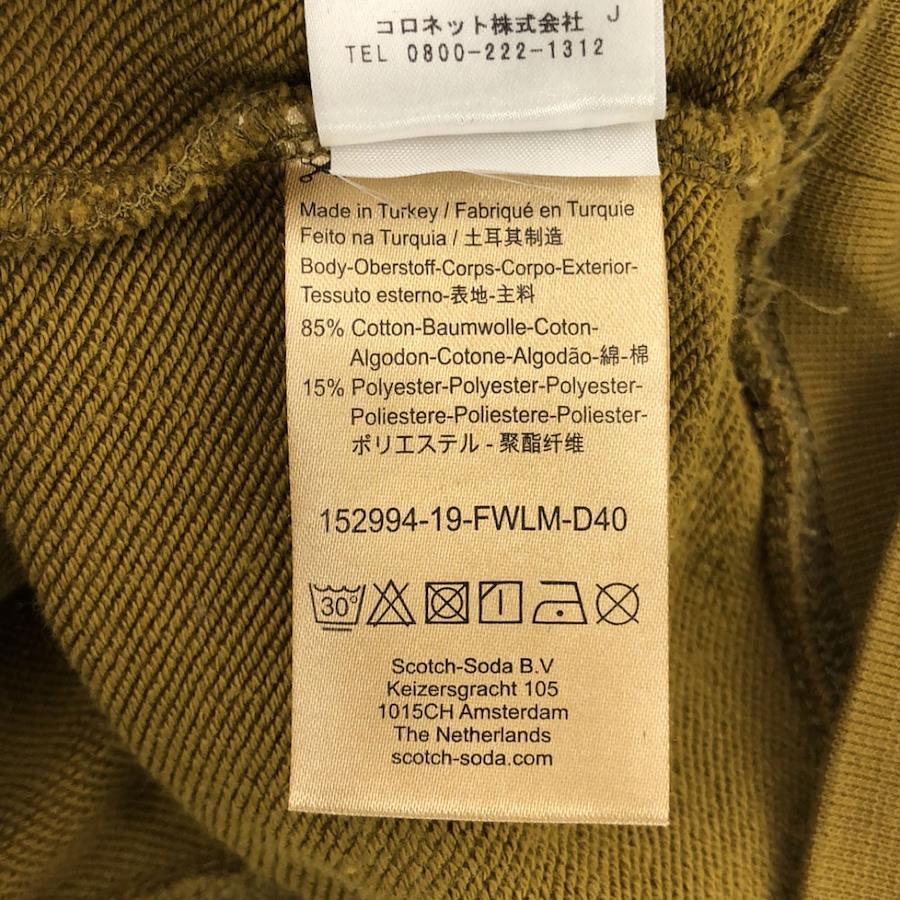 コロネット株式会社 J
TEL 0800-222-1312
Made in Turkey / Fabriqué en Turquie
Feito na Turquia / 土耳其制造
Body-Oberstoff-Corps-Corpo-Exterior-
Tessuto esterno-表地-主料
85% Cotton-Baumwolle-Coton-
Algodon-Cotone-Algodão-綿-棉
15% Polyester-Polyester-Polyester-
Poliestere-Poliestere-Poliester-
ポリエステル - 聚酯纤维
152994-19-FWLM-D40
30°
Scotch-Soda B.V
Keizersgracht 105
1015CH Amsterdam
The Netherlands
scotch-soda.com